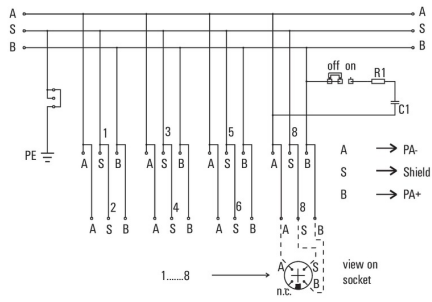 A A
S S
B B
off on R1
C1
1 3 5 8
PE
A S B A S B A S B A S B
A → PA-
S → Shield
B → PA+
2 4 6 8
A S B A S B A S B A S B
A S
B
n.c.
1.......8
view on
socket